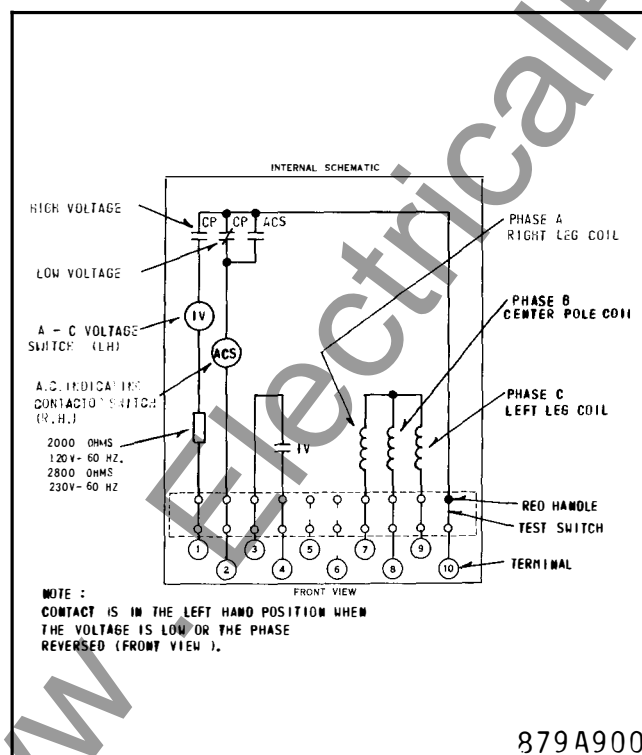 INTERNAL SCHEMATIC
HIGH VOLTAGE
CP
CP
ACS
PHASE A
RIGHT LEG COIL
LOW VOLTAGE
PHASE B
CENTER POLE COIL
A - C VOLTAGE
SWITCH (LH)
IV
ACS
A.C. INDICATING
CONTACTOR SWITCH
(R.H.)
PHASE C
LEFT LEG COIL
2000 OHMS
120V- 60 HZ.
2800 OHMS
230V- 60 HZ
IV
RED HANDLE
TEST SWITCH
1
3
5
7
9
2
4
6
8
10
TERMINAL
FRONT VIEW
NOTE :
CONTACT IS IN THE LEFT HAND POSITION WHEN
THE VOLTAGE IS LOW OR THE PHASE
REVERSED (FRONT VIEW ).
879A900